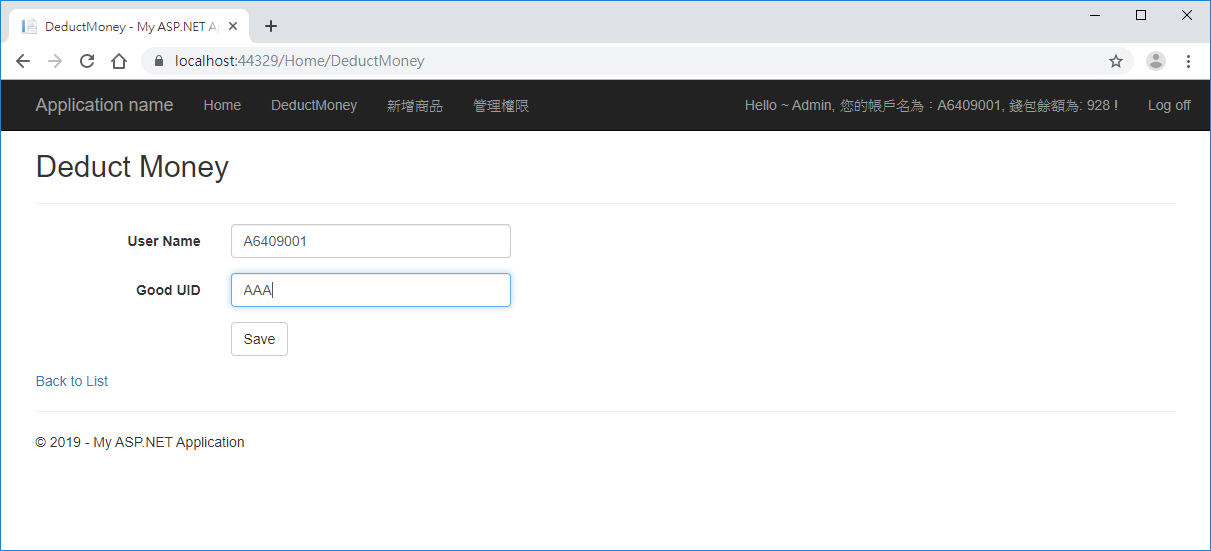 DeductMoney - My ASP.NET A
localhost:44329/Home/DeductMoney
Application name Home DeductMoney 新增商品 管理權限 Hello ~ Admin, 您的帳戶名為：A6409001, 錢包餘額為: 928 ! Log off
Deduct Money
User Name A6409001
Good UID AAA
Save
Back to List
© 2019 - My ASP.NET Application